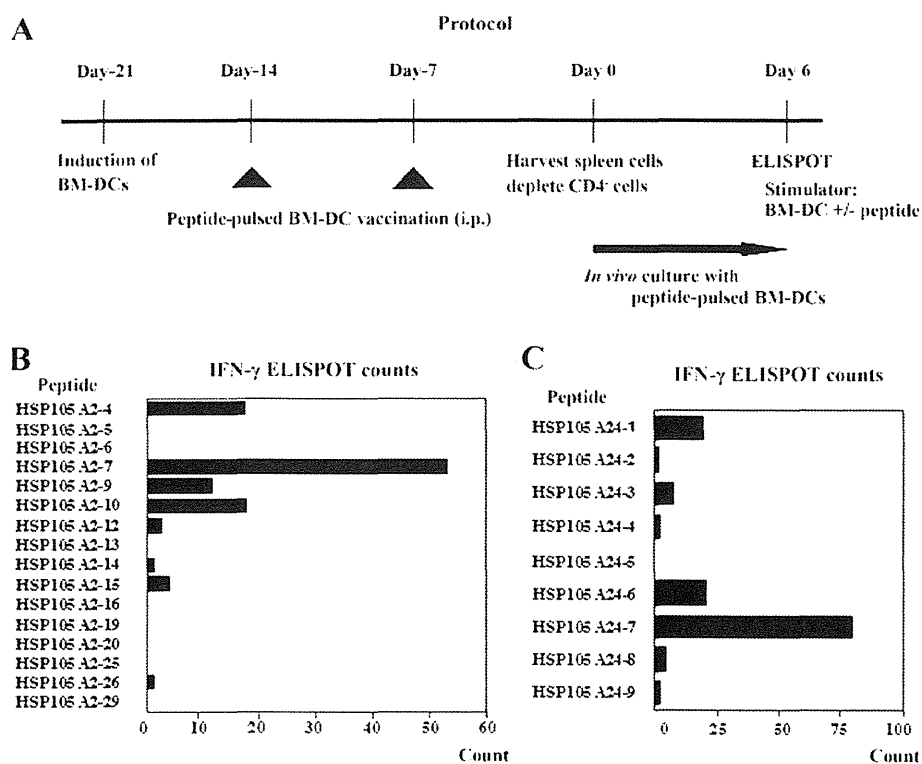 A
Protocol
Day-21 Day-14 Day-7 Day 0 Day 6
Induction of
BM-DCs
Peptide-pulsed BM-DC vaccination (i.p.)
Harvest spleen cells
deplete CD4- cells
ELISPOT
Stimulator:
BM-DC +/- peptide
In vivo culture with
peptide-pulsed BM-DCs
B
IFN-γ ELISPOT counts
Peptide
HSP105 A2-4
HSP105 A2-5
HSP105 A2-6
HSP105 A2-7
HSP105 A2-9
HSP105 A2-10
HSP105 A2-12
HSP105 A2-13
HSP105 A2-14
HSP105 A2-15
HSP105 A2-16
HSP105 A2-19
HSP105 A2-20
HSP105 A2-25
HSP105 A2-26
HSP105 A2-29
0 10 20 30 40 50 60
Count
C
IFN-γ ELISPOT counts
Peptide
HSP105 A24-1
HSP105 A24-2
HSP105 A24-3
HSP105 A24-4
HSP105 A24-5
HSP105 A24-6
HSP105 A24-7
HSP105 A24-8
HSP105 A24-9
0 25 50 75 100
Count